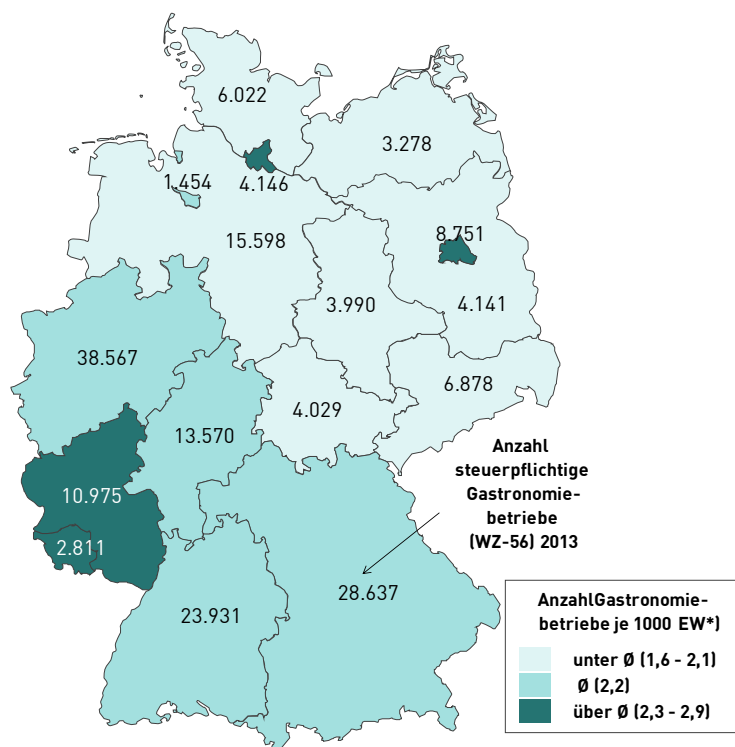 6.022
3.278
1.454
4.146
8.751
15.598
3.990
4.141
38.567
6.878
4.029
13.570
Anzahl
steuerpflichtige
Gastronomie-
betriebe
(WZ-56) 2013
10.975
2.811
28.637
23.931
AnzahlGastronomie-
betriebe je 1000 EW*)
unter Ø (1,6 - 2,1)
Ø (2,2)
über Ø (2,3 - 2,9)